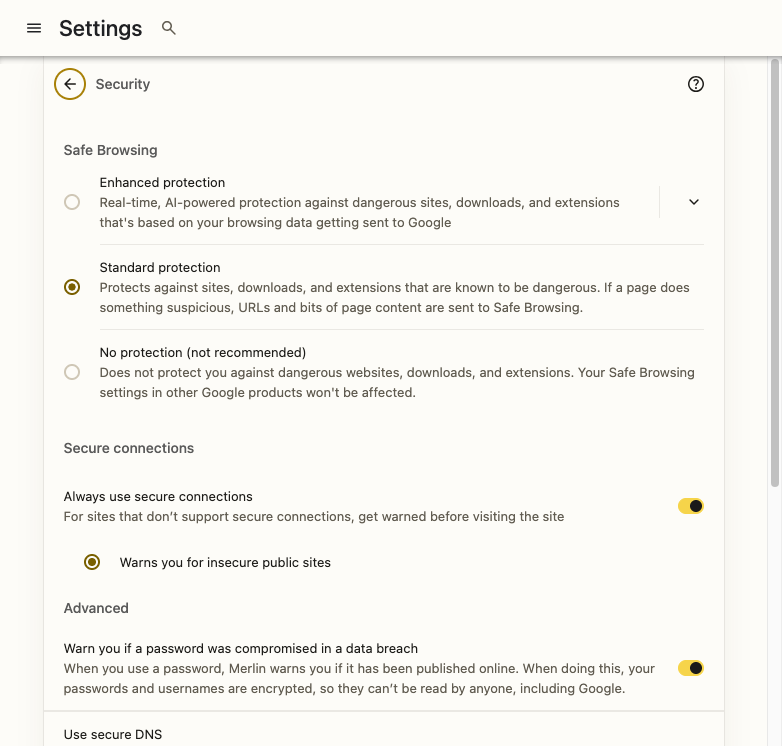 Settings
Security
Safe Browsing
Enhanced protection
Real-time, AI-powered protection against dangerous sites, downloads, and extensions
that's based on your browsing data getting sent to Google
Standard protection
Protects against sites, downloads, and extensions that are known to be dangerous. If a page does
something suspicious, URLs and bits of page content are sent to Safe Browsing.
No protection (not recommended)
Does not protect you against dangerous websites, downloads, and extensions. Your Safe Browsing
settings in other Google products won't be affected.
Secure connections
Always use secure connections
For sites that don’t support secure connections, get warned before visiting the site
Warns you for insecure public sites
Advanced
Warn you if a password was compromised in a data breach
When you use a password, Merlin warns you if it has been published online. When doing this, your
passwords and usernames are encrypted, so they can’t be read by anyone, including Google.
Use secure DNS